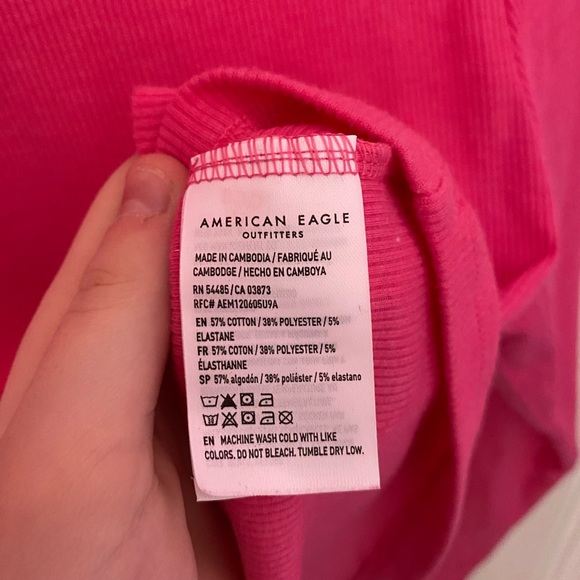 AMERICAN EAGLE
OUTFITTERS
MADE IN CAMBODIA / FABRIQUÉ AU
CAMBODGE / HECHO EN CAMBOYA
RN 54485 / CA 03873
RFC# AEM120605U9A
EN 57% COTTON / 38% POLYESTER / 5%
ELASTANE
FR 57% COTON / 38% POLYESTER / 5%
ÉLASTHANNE
SP 57% algodón / 38% poliéster / 5% elastano
EN MACHINE WASH COLD WITH LIKE
COLORS. DO NOT BLEACH. TUMBLE DRY LOW.